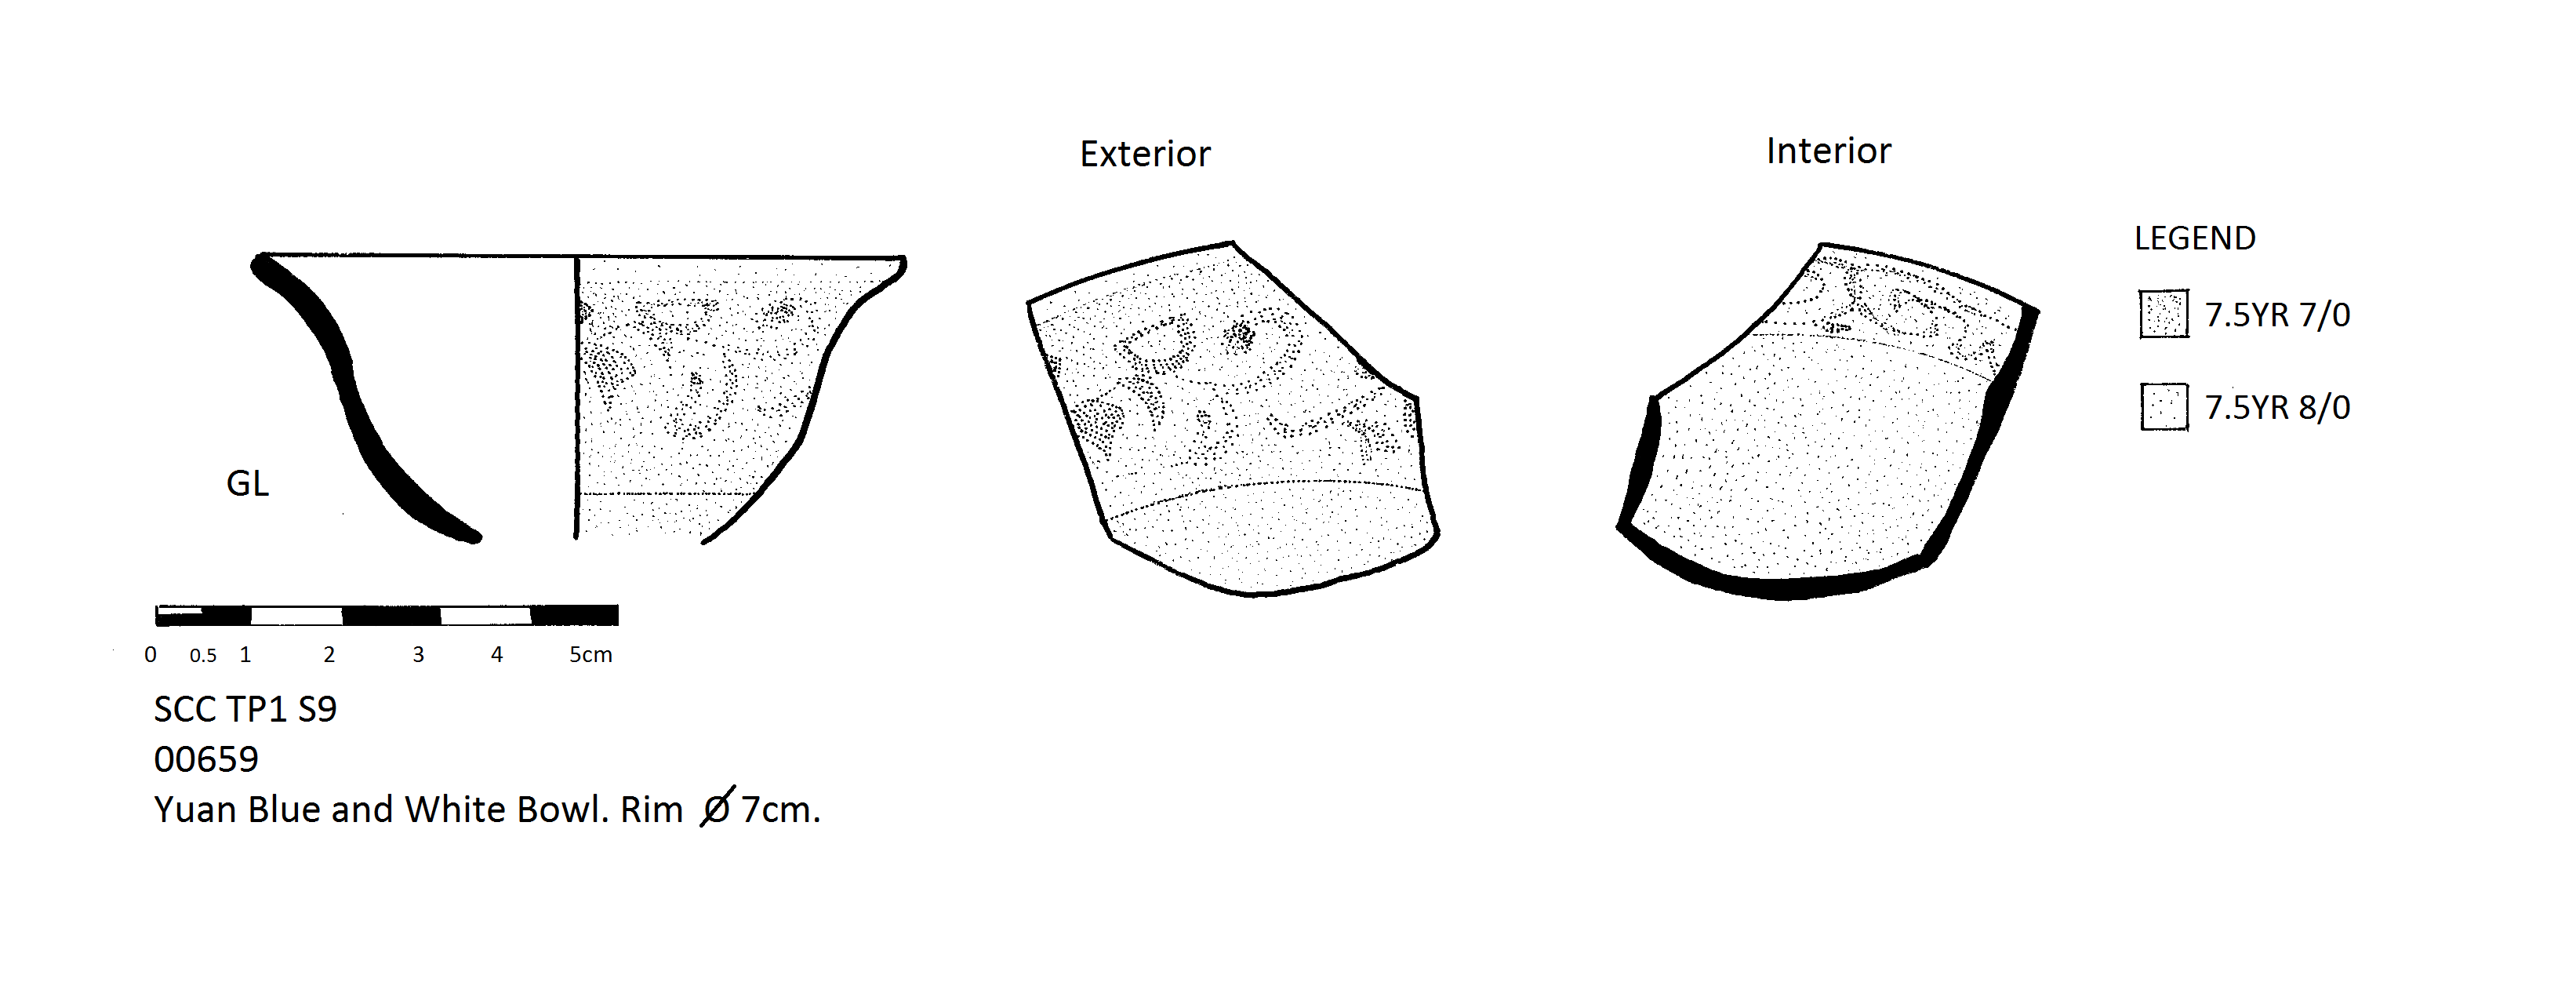 Exterior
Interior
LEGEND
7.5YR 7/0
7.5YR 8/0
GL
0 0.5 1 2 3 4 5cm
SCC TP1 S9
00659
Yuan Blue and White Bowl. Rim Ø 7cm.